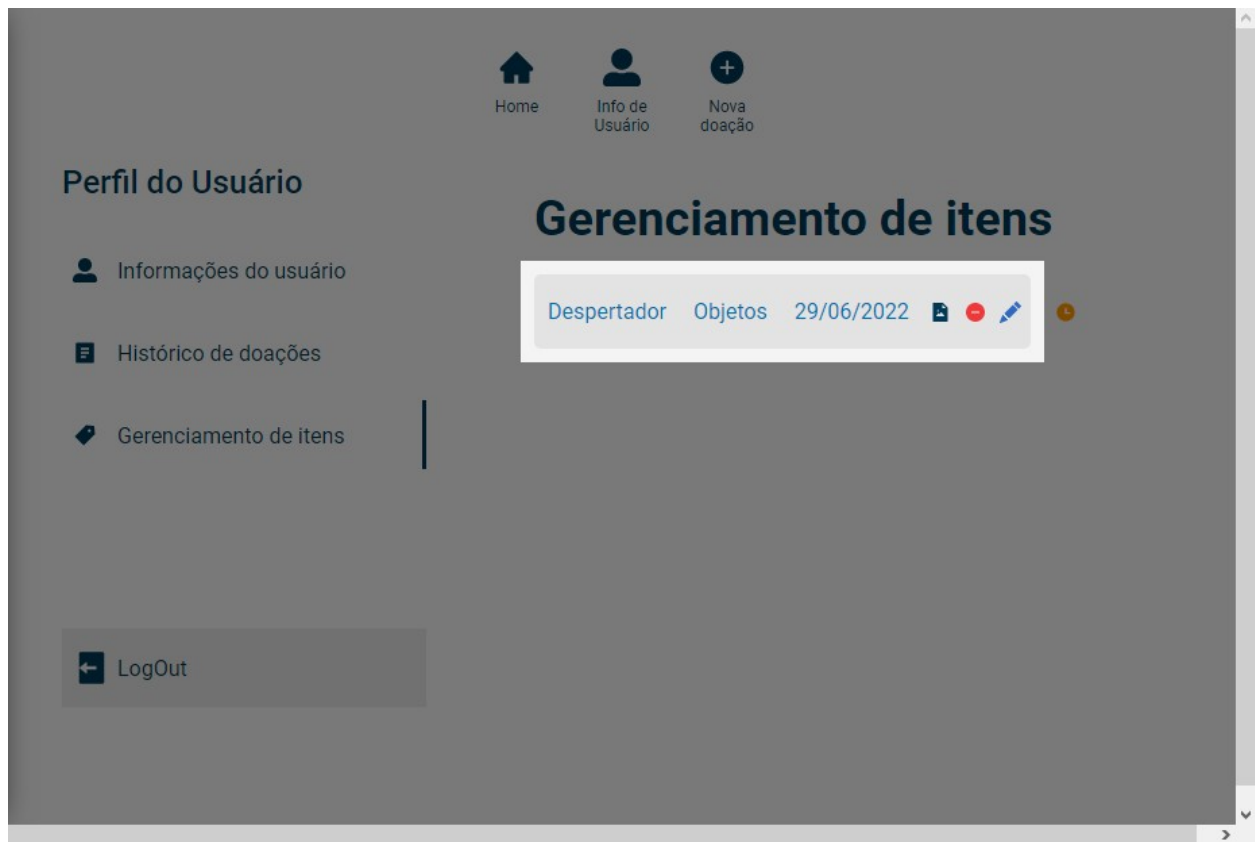 Home
Info de
Usuário
Nova
doação
Perfil do Usuário
Informações do usuário
Histórico de doações
Gerenciamento de itens
LogOut
Gerenciamento de itens
Despertador Objetos 29/06/2022